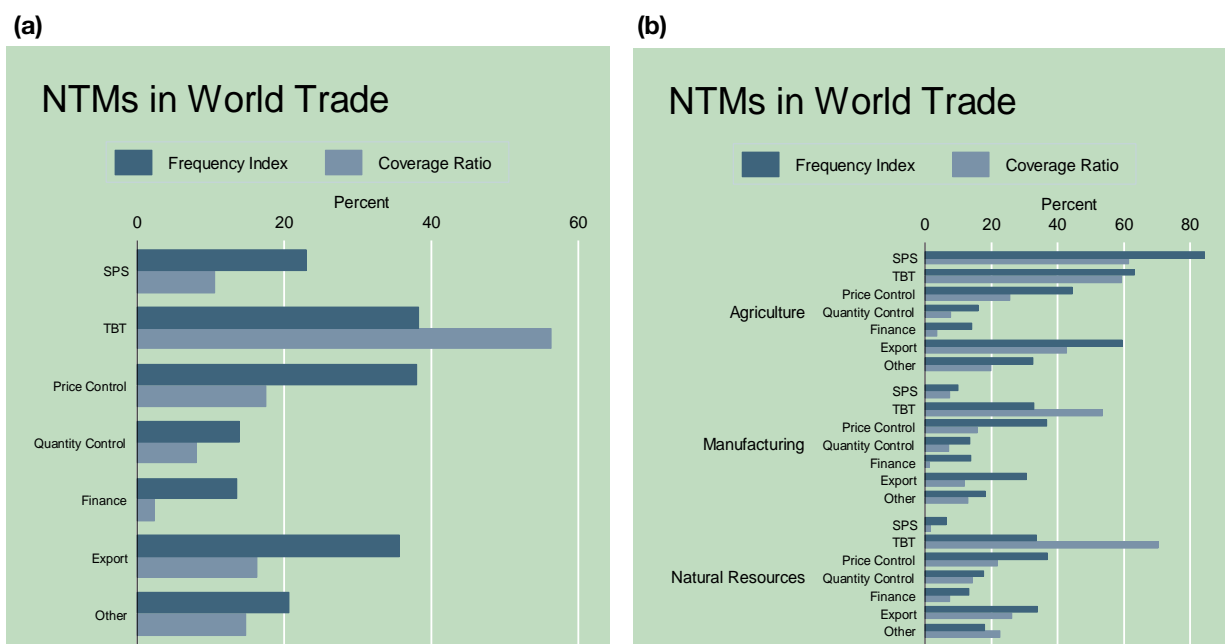 (a)
NTMs in World Trade
Frequency Index Coverage Ratio
Percent
0 20 40 60
SPS
TBT
Price Control
Quantity Control
Finance
Export
Other
(b)
NTMs in World Trade
Frequency Index Coverage Ratio
Percent
0 20 40 60 80
Agriculture
SPS
TBT
Price Control
Quantity Control
Finance
Export
Other
Manufacturing
SPS
TBT
Price Control
Quantity Control
Finance
Export
Other
Natural Resources
SPS
TBT
Price Control
Quantity Control
Finance
Export
Other